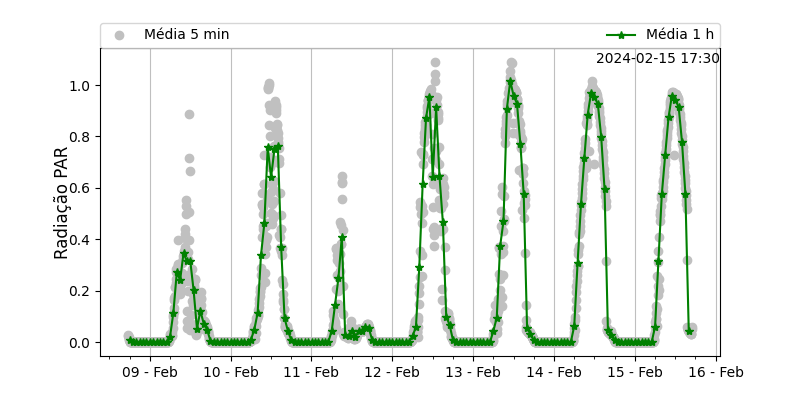 Média 5 min
Média 1 h
2024-02-15 17:30
Radiação PAR
1.0
0.8
0.6
0.4
0.2
0.0
09 - Feb
10 - Feb
11 - Feb
12 - Feb
13 - Feb
14 - Feb
15 - Feb
16 - Feb